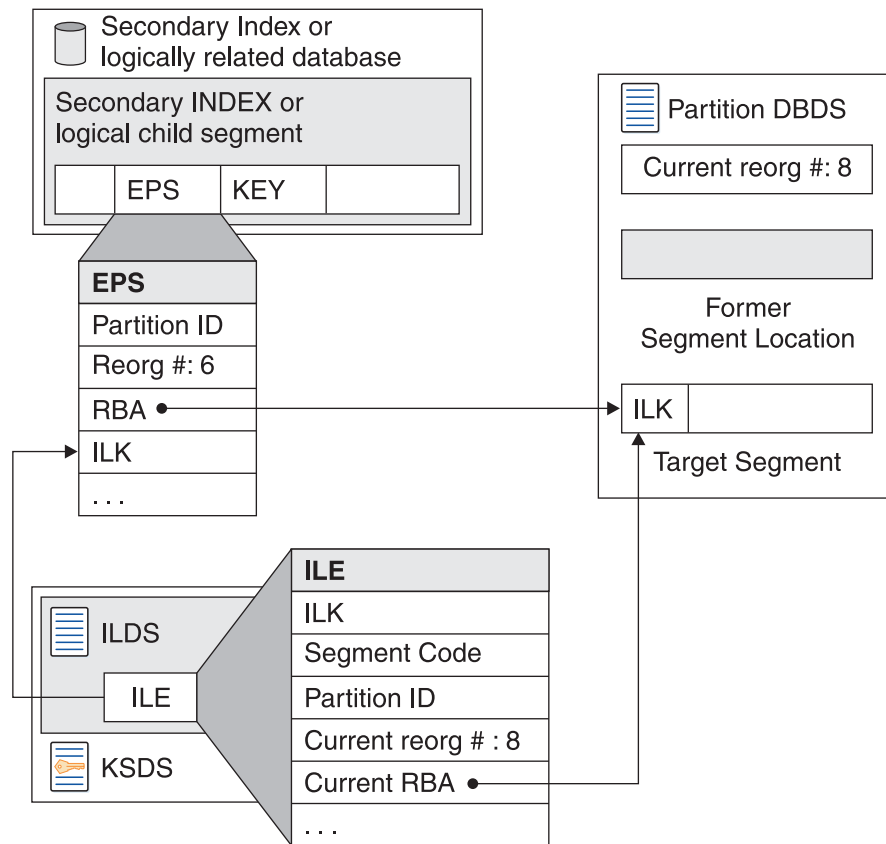 Secondary Index or
logically related database
Secondary INDEX or
logical child segment
EPS KEY
EPS
Partition ID
Reorg #: 6
RBA
ILK
. . .
Partition DBDS
Current reorg #: 8
Former
Segment Location
ILK
Target Segment
ILDS
ILE
KSDS
ILE
ILK
Segment Code
Partition ID
Current reorg # : 8
Current RBA
. . .